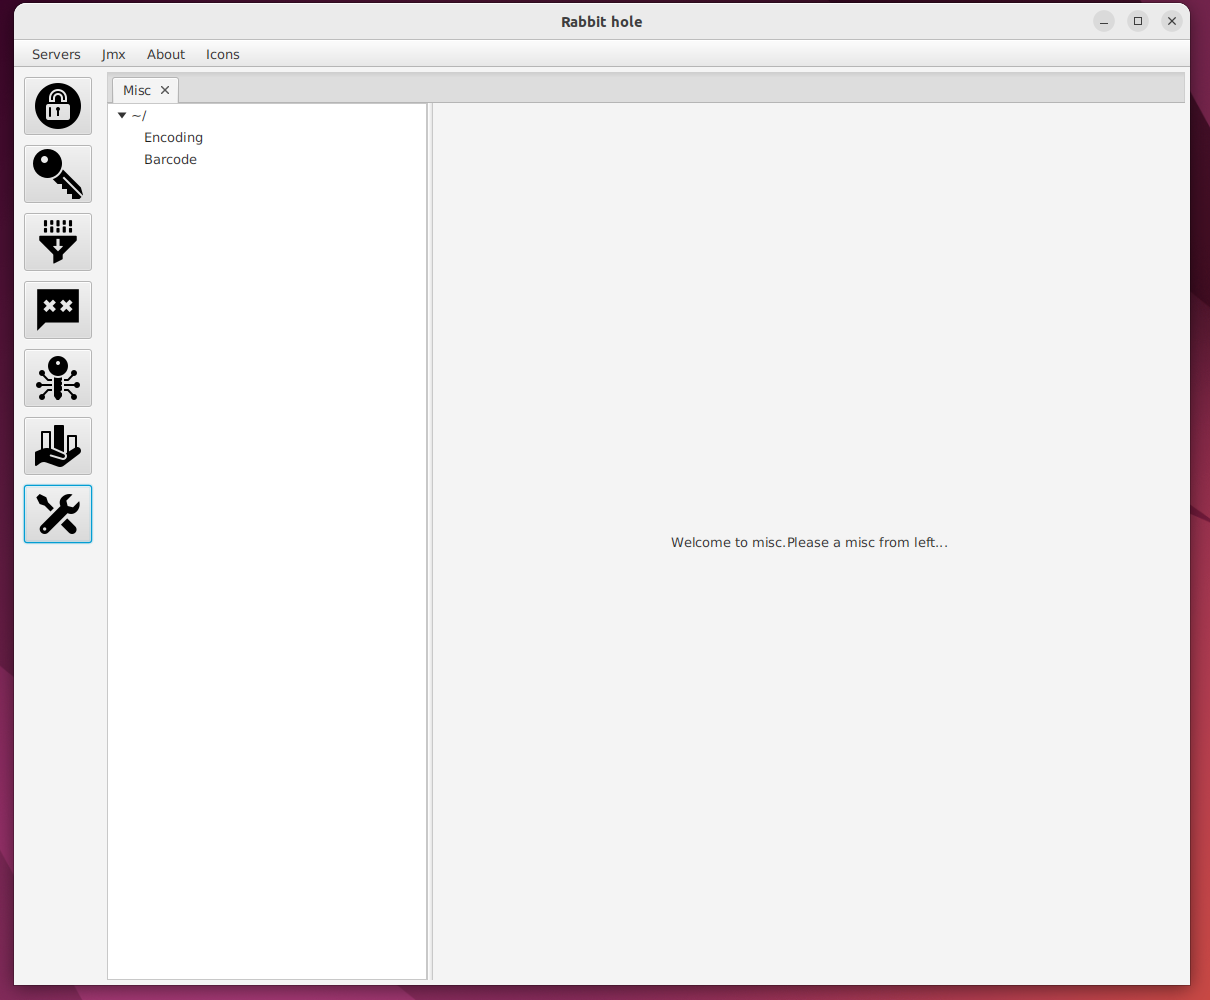 Rabbit hole
Servers Jmx About Icons
Misc
~/
Encoding
Barcode
Welcome to misc.Please a misc from left...